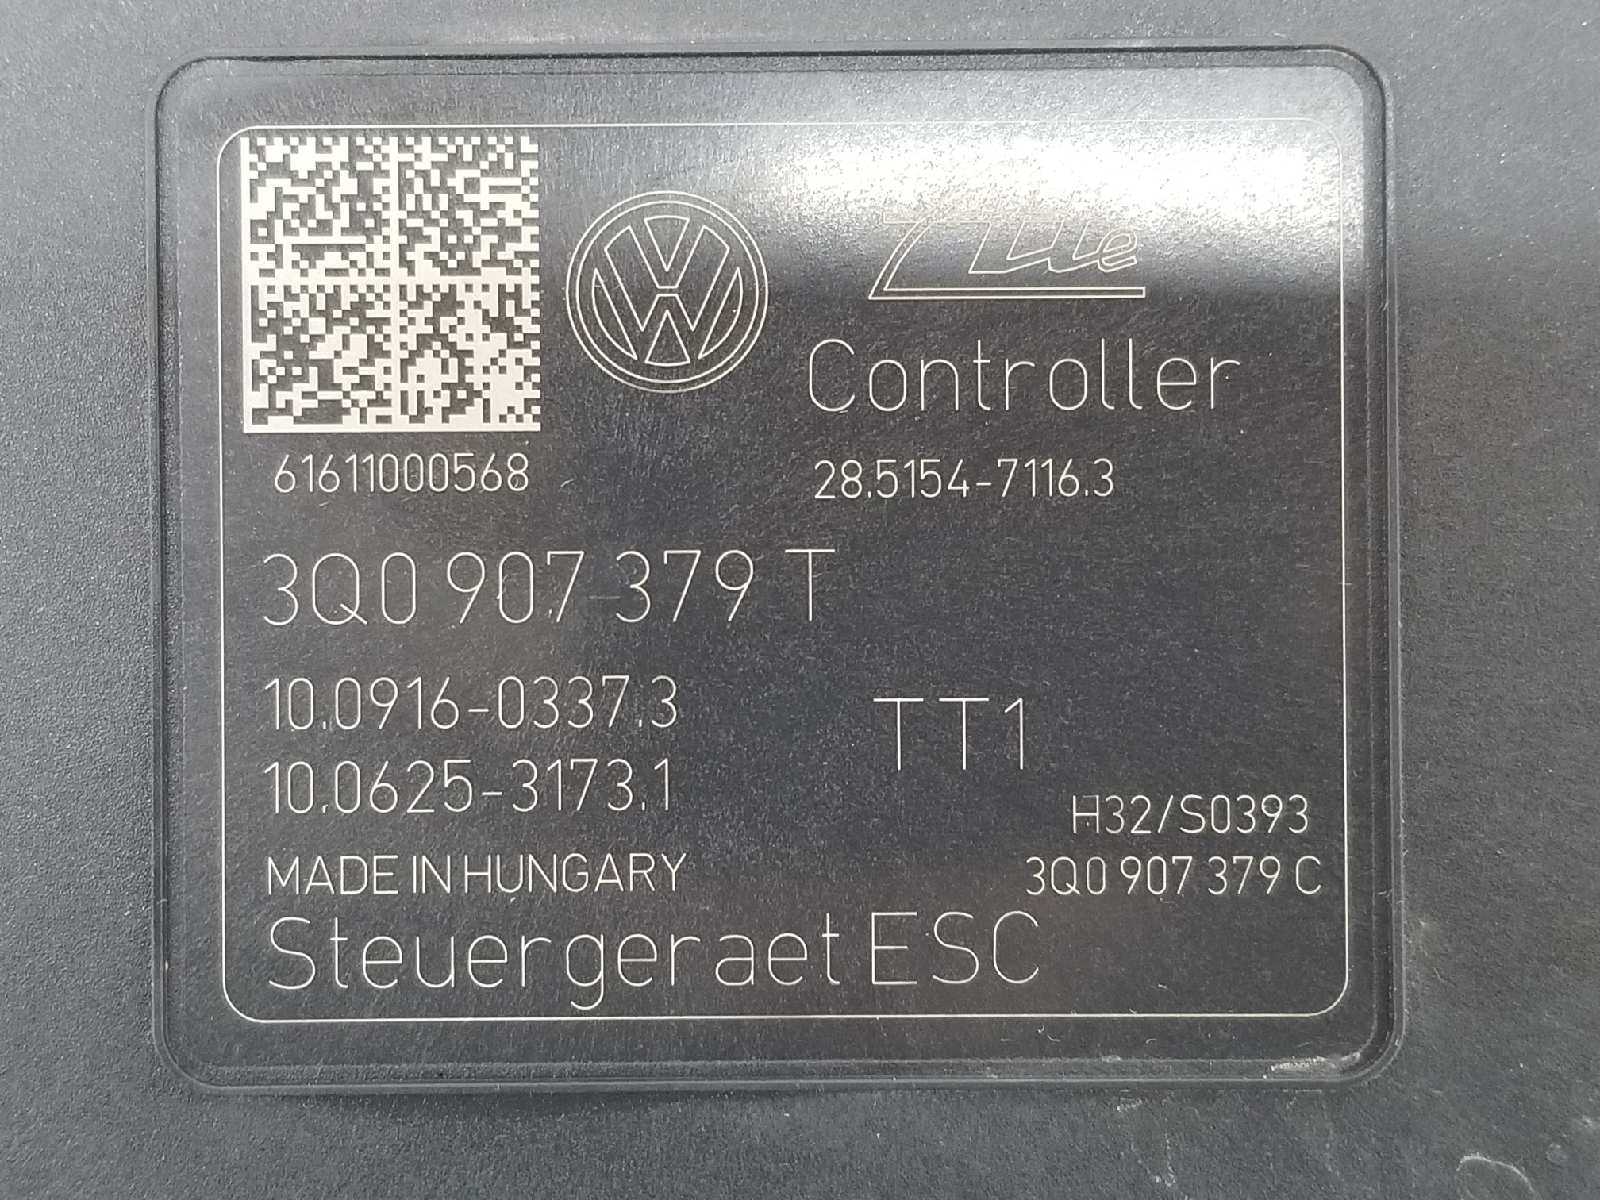 Ate
Controller
61611000568
28.5154-7116.3
3Q0 907 379 T
10.0916-0337.3
TT1
10.0625-3173.1
H32/S0393
MADE IN HUNGARY
3Q0 907 379 C
Steuergeraet ESC